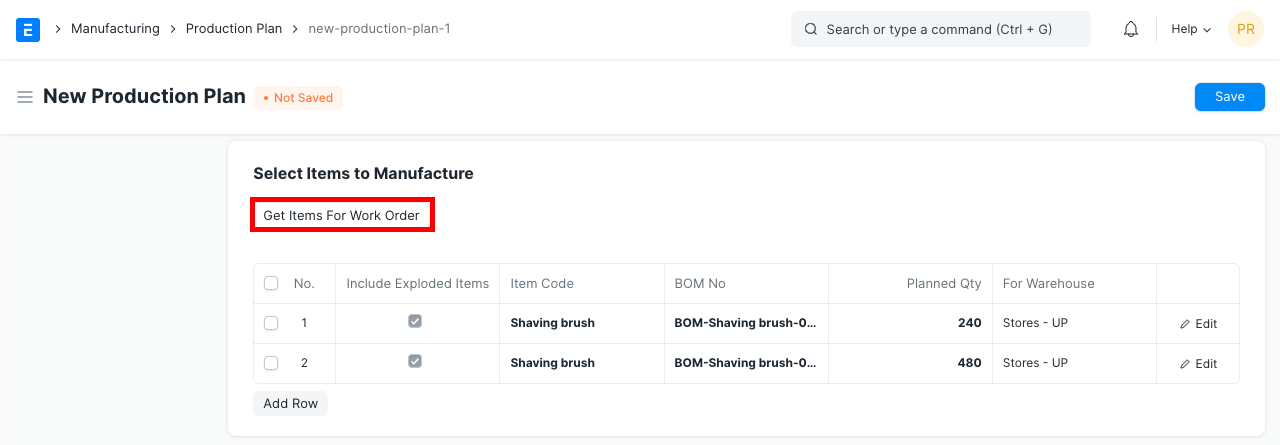 E Manufacturing Production Plan new-production-plan-1 Search or type a command (Ctrl + G) Help PR
New Production Plan • Not Saved Save
Select Items to Manufacture
Get Items For Work Order
No. Include Exploded Items Item Code BOM No Planned Qty For Warehouse
1 Shaving brush BOM-Shaving brush-0... 240 Stores - UP Edit
2 Shaving brush BOM-Shaving brush-0... 480 Stores - UP Edit
Add Row